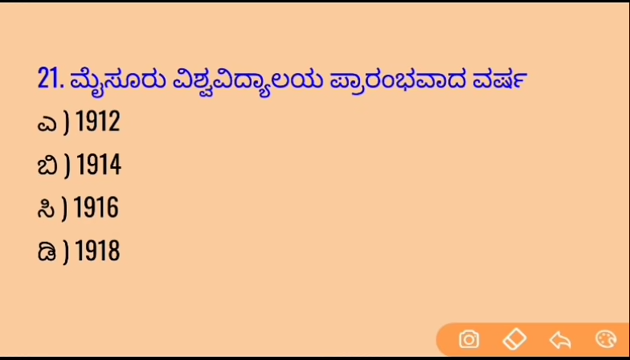 21. ಮೈಸೂರು ವಿಶ್ವವಿದ್ಯಾಲಯ ಪ್ರಾರಂಭವಾದ ವರ್ಷ
ಎ ) 1912
ಬಿ ) 1914
ಸಿ ) 1916
ಡಿ ) 1918